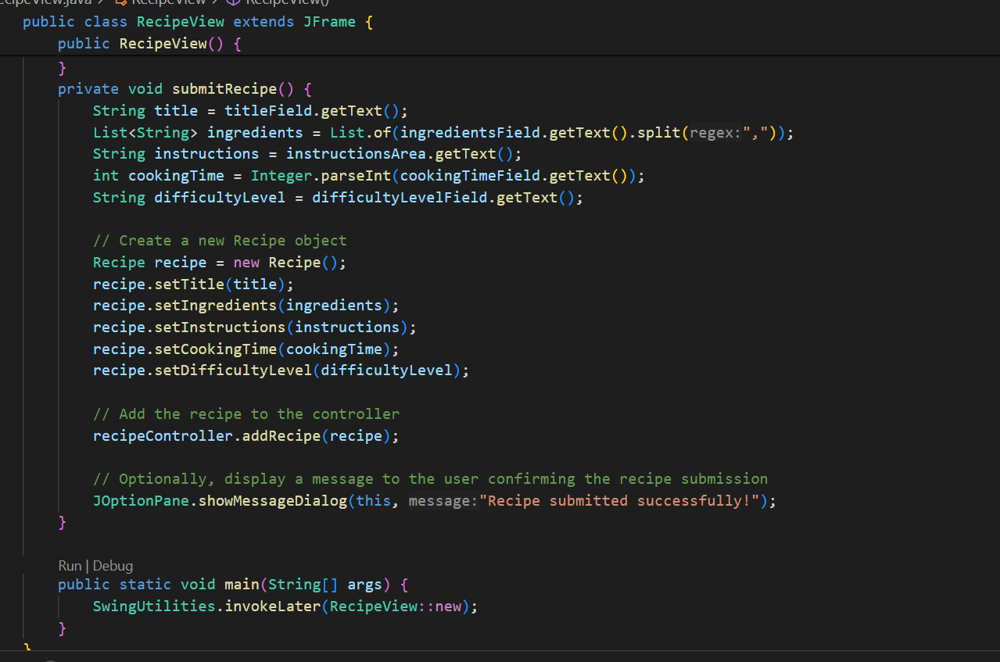 RecipeView.java > RecipeView > RecipeView()
public class RecipeView extends JFrame {
    public RecipeView() {
    }
    private void submitRecipe() {
        String title = titleField.getText();
        List<String> ingredients = List.of(ingredientsField.getText().split(regex:","));
        String instructions = instructionsArea.getText();
        int cookingTime = Integer.parseInt(cookingTimeField.getText());
        String difficultyLevel = difficultyLevelField.getText();

        // Create a new Recipe object
        Recipe recipe = new Recipe();
        recipe.setTitle(title);
        recipe.setIngredients(ingredients);
        recipe.setInstructions(instructions);
        recipe.setCookingTime(cookingTime);
        recipe.setDifficultyLevel(difficultyLevel);

        // Add the recipe to the controller
        recipeController.addRecipe(recipe);

        // Optionally, display a message to the user confirming the recipe submission
        JOptionPane.showMessageDialog(this, message:"Recipe submitted successfully!");
    }

    Run | Debug
    public static void main(String[] args) {
        SwingUtilities.invokeLater(RecipeView::new);
    }
}